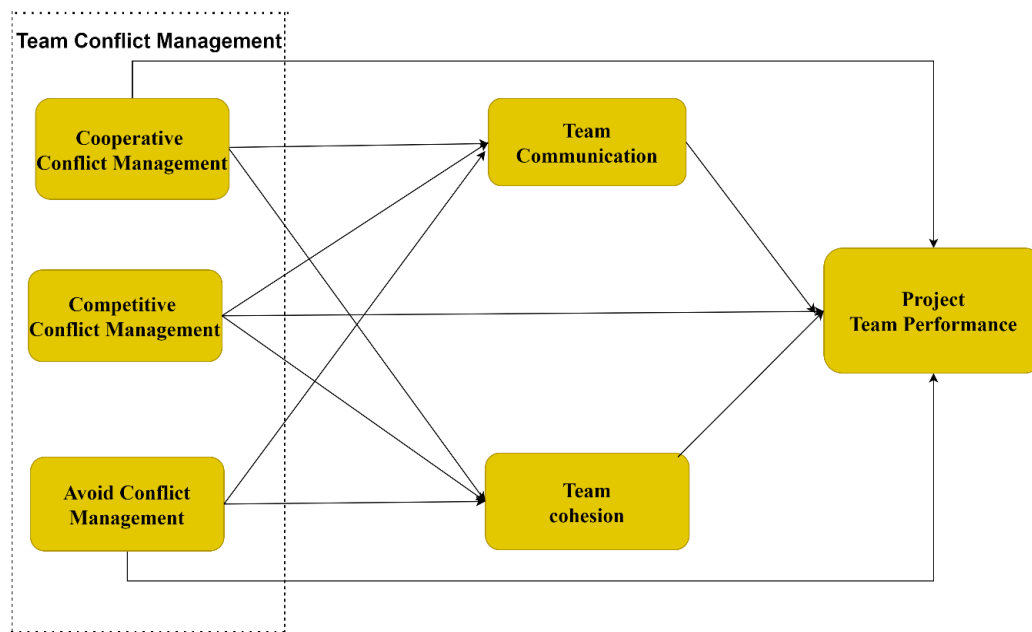 Team Conflict Management
Cooperative
Conflict Management
Team
Communication
Competitive
Conflict Management
Project
Team Performance
Avoid Conflict
Management
Team
cohesion